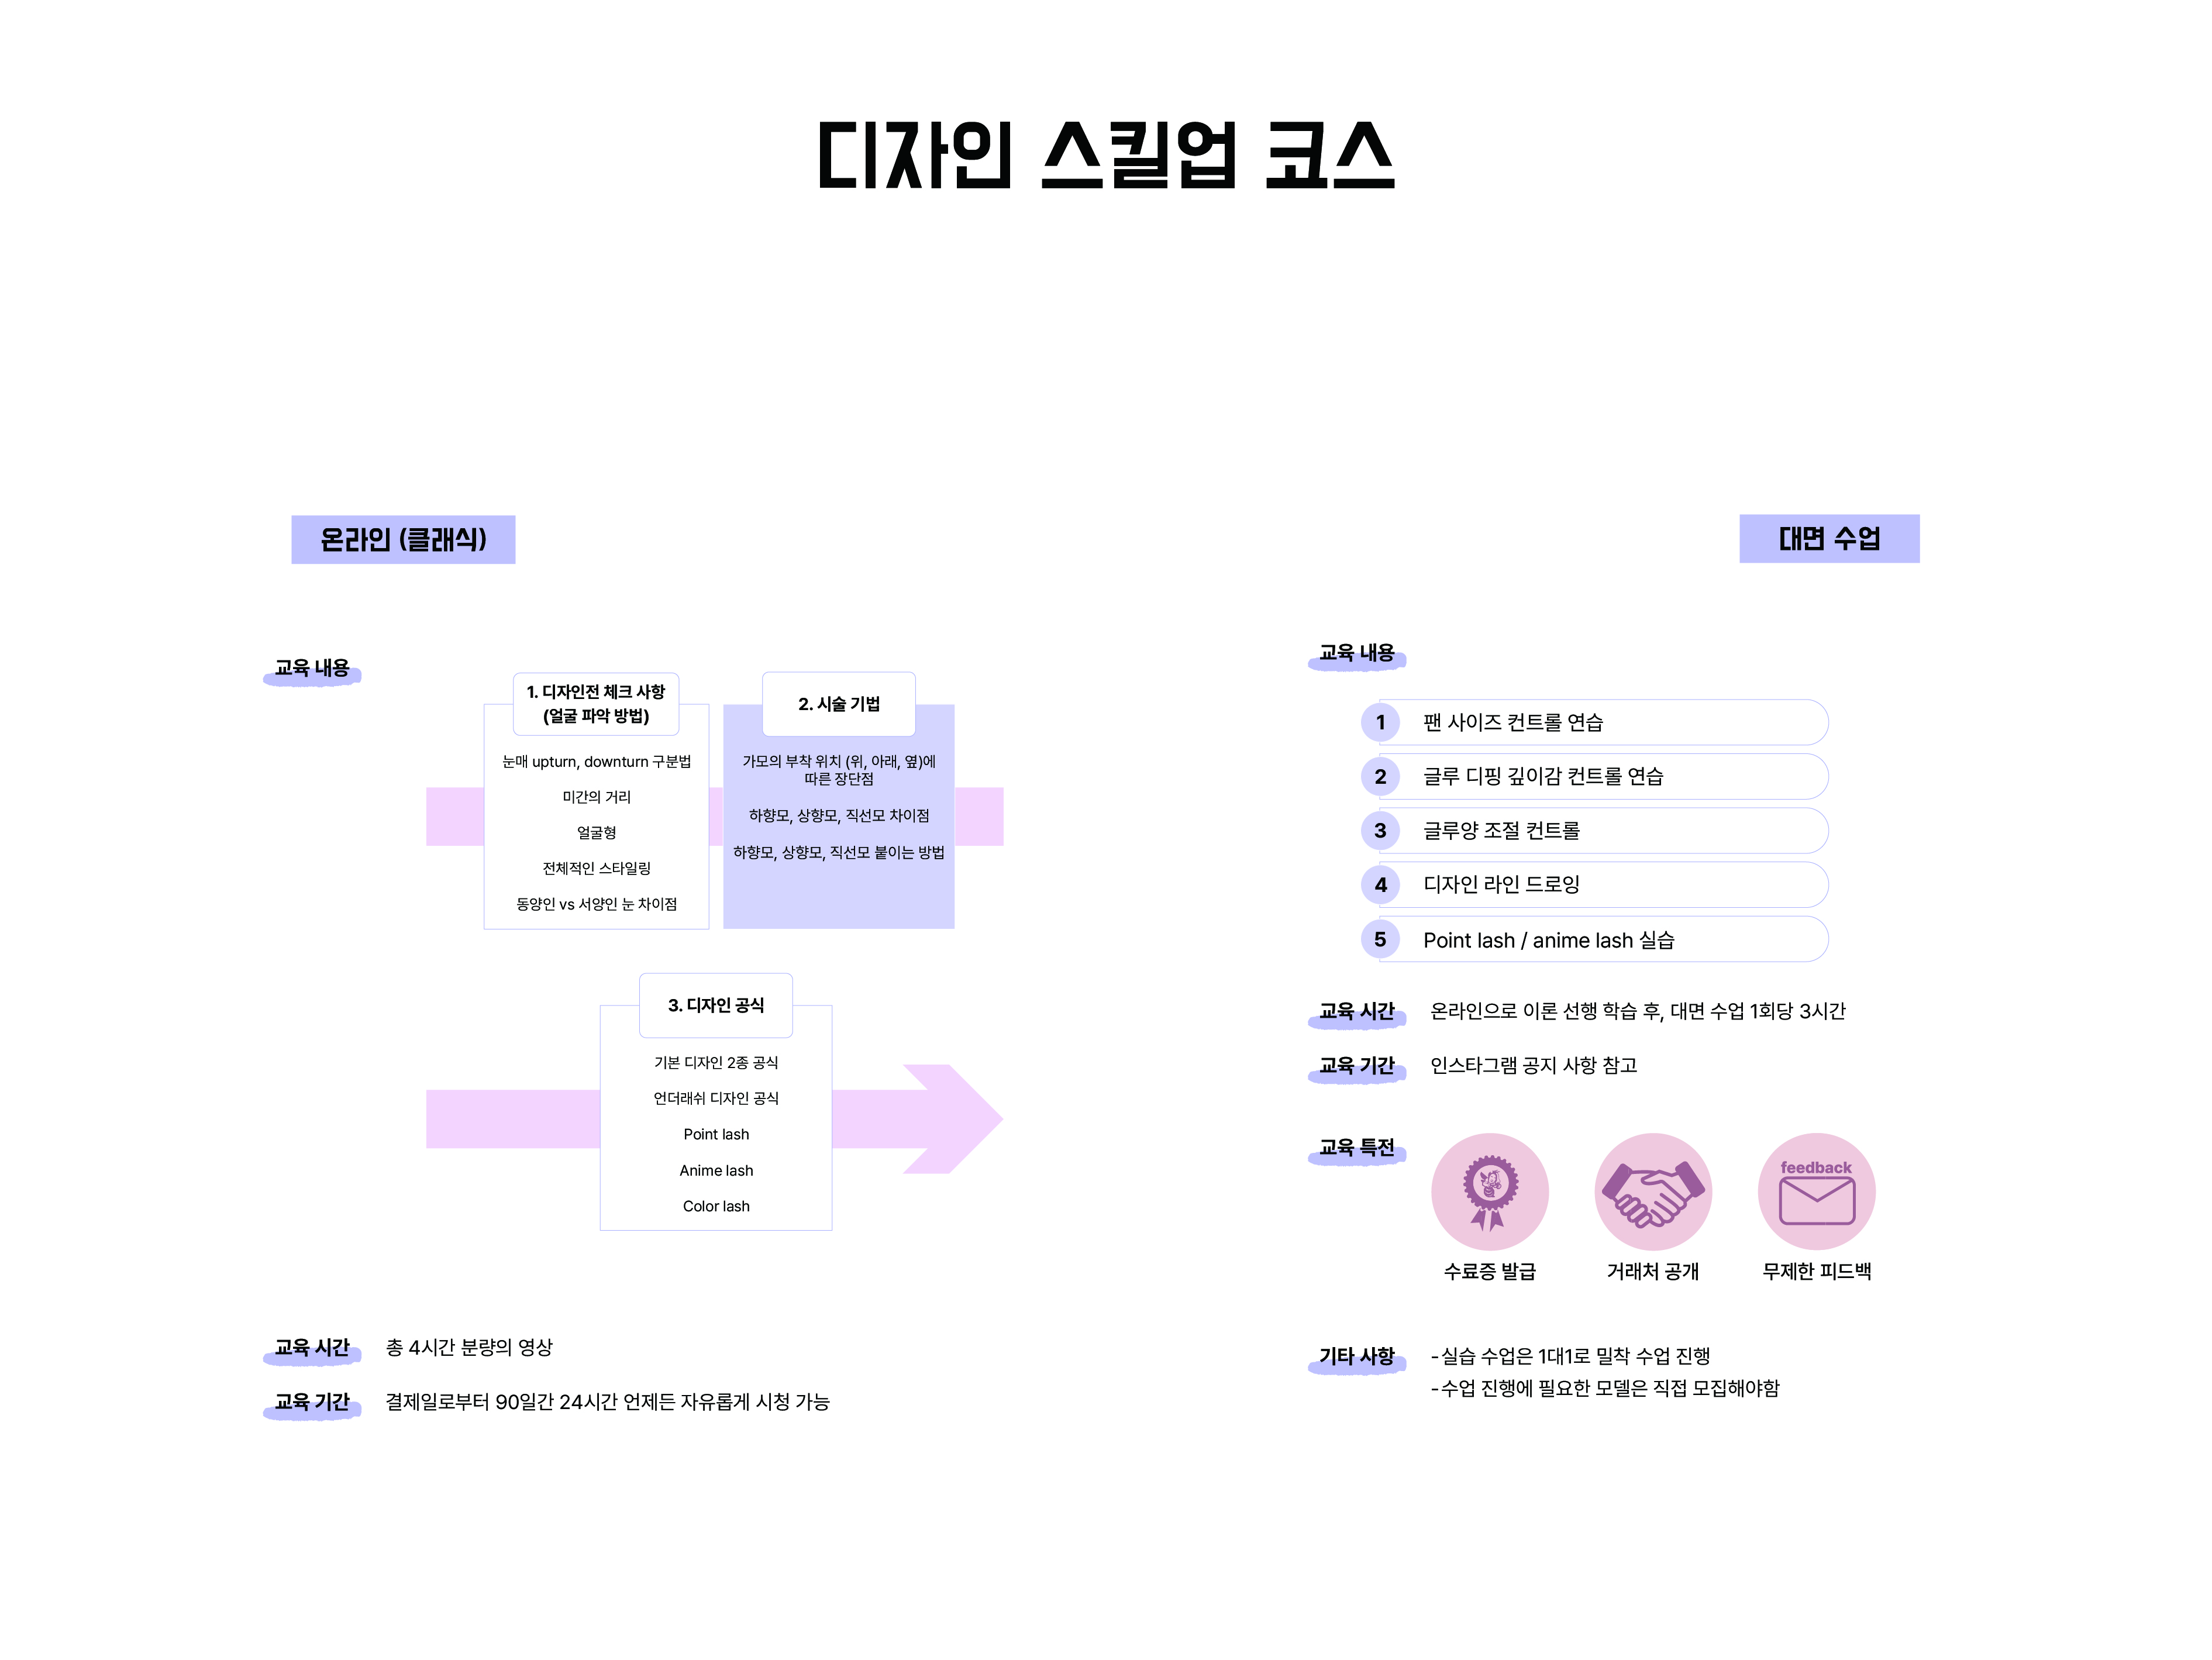 디자인 스킬업 코스
온라인 (클래식)
교육 내용
1. 디자인전 체크 사항
(얼굴 파악 방법)
눈매 upturn, downturn 구분법
미간의 거리
얼굴형
전체적인 스타일링
동양인 vs 서양인 눈 차이점
2. 시술 기법
가모의 부착 위치 (위, 아래, 옆)에
따른 장단점
하향모, 상향모, 직선모 차이점
하향모, 상향모, 직선모 붙이는 방법
3. 디자인 공식
기본 디자인 2종 공식
언더래쉬 디자인 공식
Point lash
Anime lash
Color lash
교육 시간 총 4시간 분량의 영상
교육 기간 결제일로부터 90일간 24시간 언제든 자유롭게 시청 가능
대면 수업
교육 내용
1 팬 사이즈 컨트롤 연습
2 글루 디핑 깊이감 컨트롤 연습
3 글루양 조절 컨트롤
4 디자인 라인 드로잉
5 Point lash / anime lash 실습
교육 시간 온라인으로 이론 선행 학습 후, 대면 수업 1회당 3시간
교육 기간 인스타그램 공지 사항 참고
교육 특전
feedback
수료증 발급 거래처 공개 무제한 피드백
기타 사항 -실습 수업은 1대1로 밀착 수업 진행
-수업 진행에 필요한 모델은 직접 모집해야함